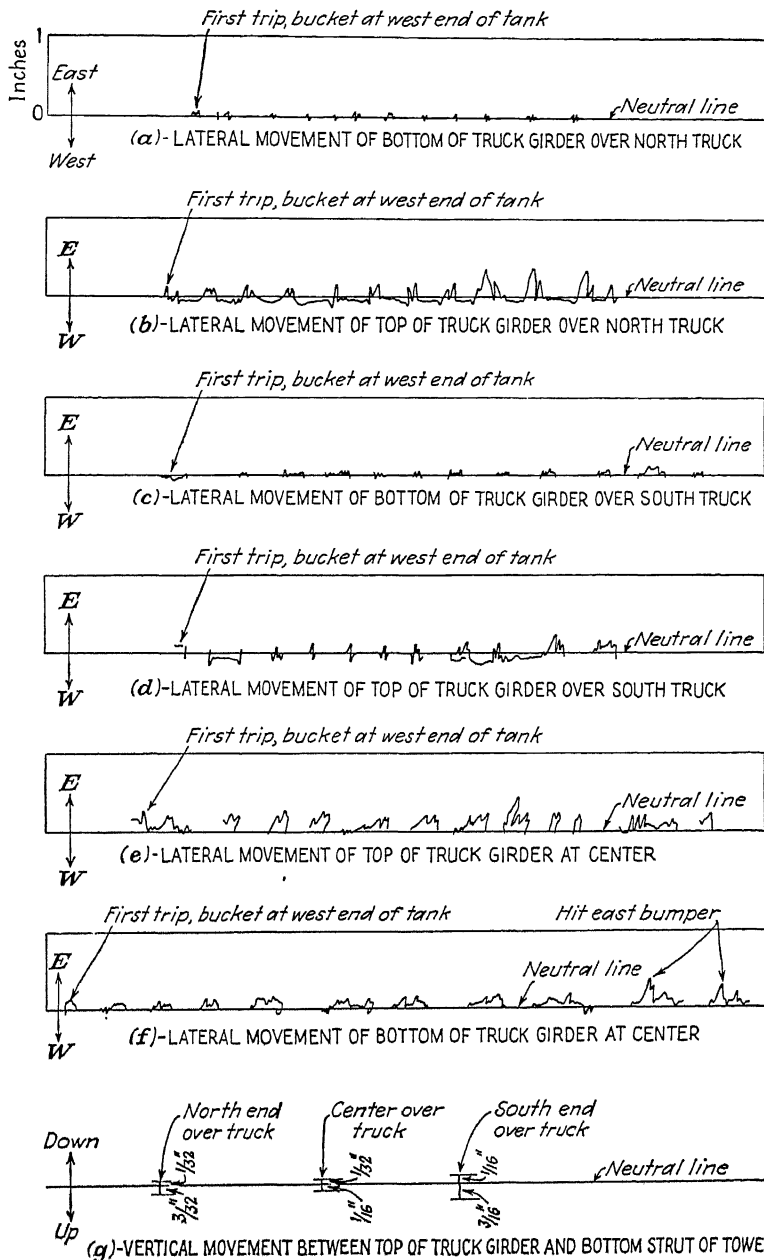 First trip, bucket at west end of tank
1
Inches
East
0
Neutral line
West
(a)-LATERAL MOVEMENT OF BOTTOM OF TRUCK GIRDER OVER NORTH TRUCK
First trip, bucket at west end of tank
E
Neutral line
W
(b)-LATERAL MOVEMENT OF TOP OF TRUCK GIRDER OVER NORTH TRUCK
First trip, bucket at west end of tank
E
Neutral line
W
(c)-LATERAL MOVEMENT OF BOTTOM OF TRUCK GIRDER OVER SOUTH TRUCK
First trip, bucket at west end of tank
E
Neutral line
W
(d)-LATERAL MOVEMENT OF TOP OF TRUCK GIRDER OVER SOUTH TRUCK
First trip, bucket at west end of tank
E
Neutral line
W
(e)-LATERAL MOVEMENT OF TOP OF TRUCK GIRDER AT CENTER
First trip, bucket at west end of tank
Hit east bumper
E
Neutral line
W
(f)-LATERAL MOVEMENT OF BOTTOM OF TRUCK GIRDER AT CENTER
North end
over truck
Center over
truck
South end
over truck
Down
1/32"
1/32"
1/16"
Neutral line
3/32"
1/16"
3/16"
Up
(g)-VERTICAL MOVEMENT BETWEEN TOP OF TRUCK GIRDER AND BOTTOM STRUT OF TOWE